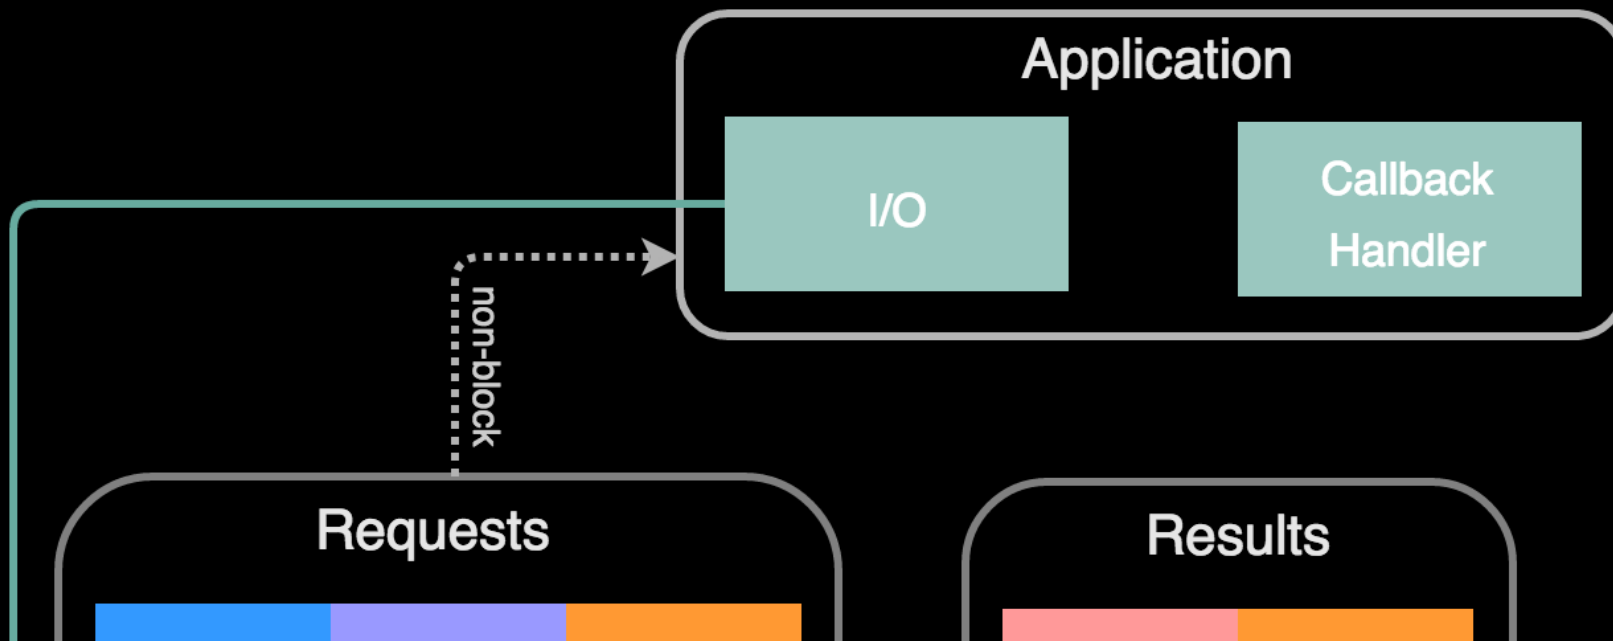 Application
I/O
Callback
Handler
non-block
Requests
Results